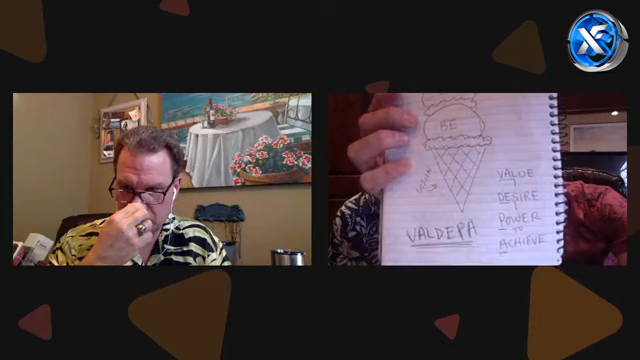 BE
VALUE
DESIRE
POWER
TO
ACHIEVE
VALDEPA